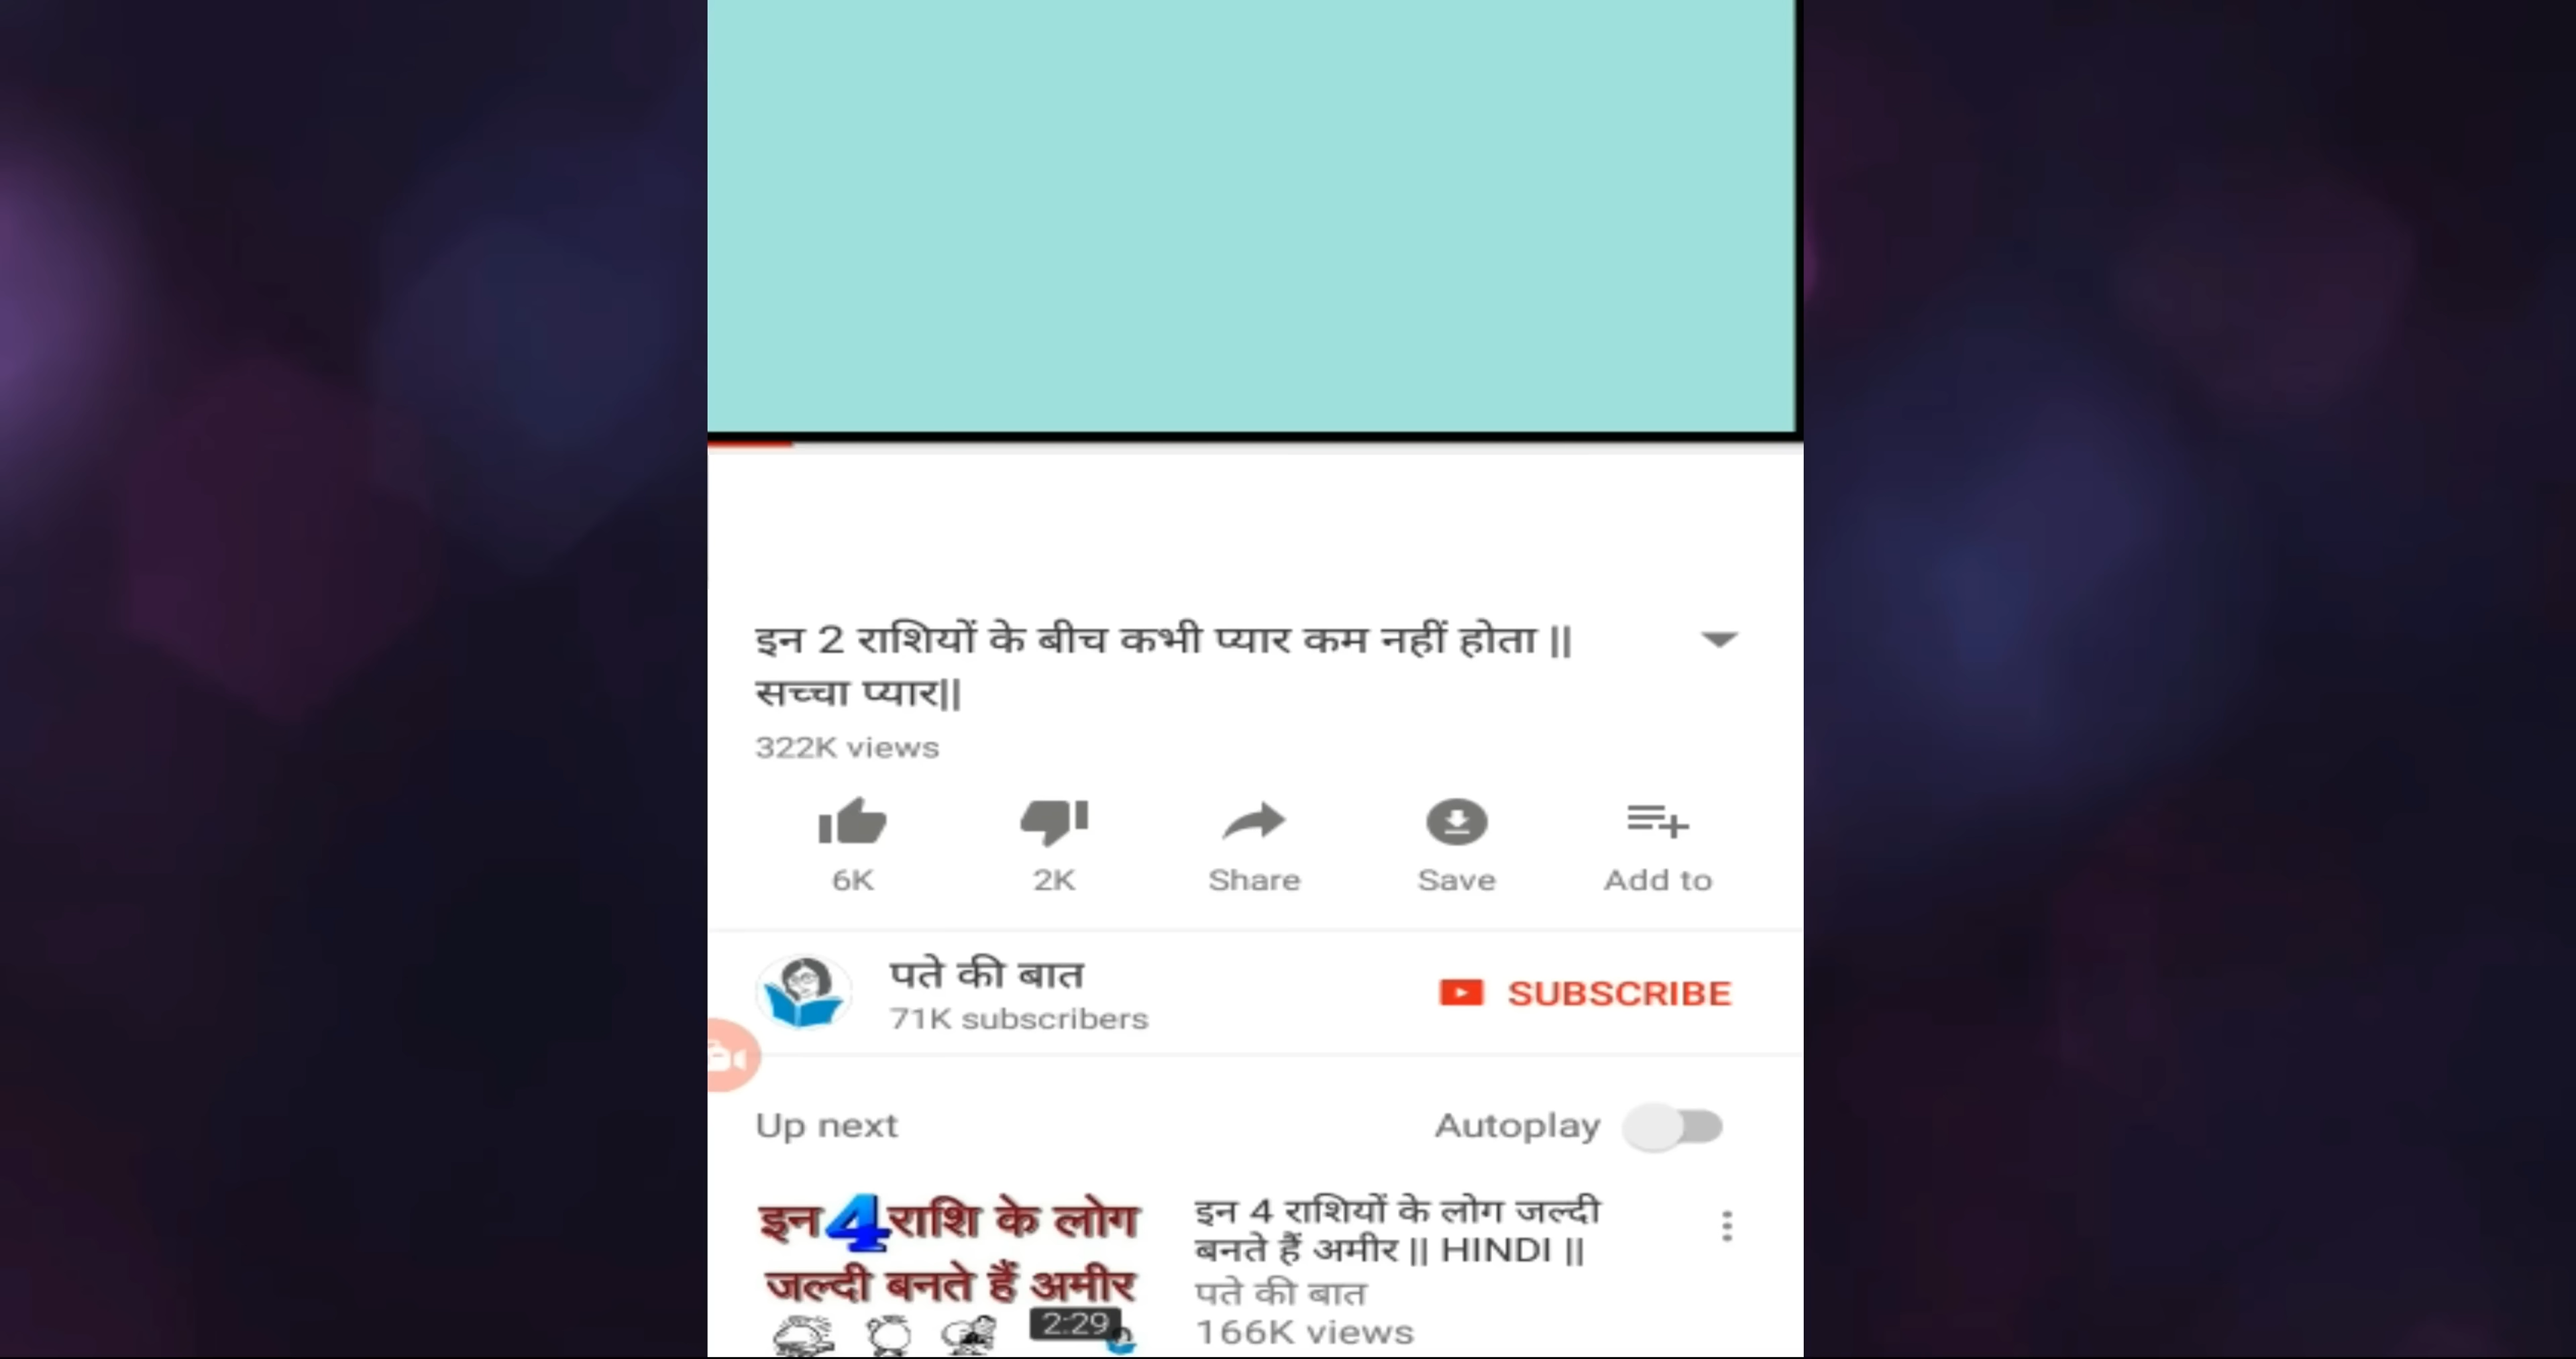 इन 2 राशियों के बीच कभी प्यार कम नहीं होता ||
सच्चा प्यार||
322K views
6K 2K Share Save Add to
पते की बात
71K subscribers
SUBSCRIBE
Up next Autoplay
इन 4 राशि के लोग
जल्दी बनते हैं अमीर
2:29
इन 4 राशियों के लोग जल्दी
बनते हैं अमीर || HINDI ||
पते की बात
166K views